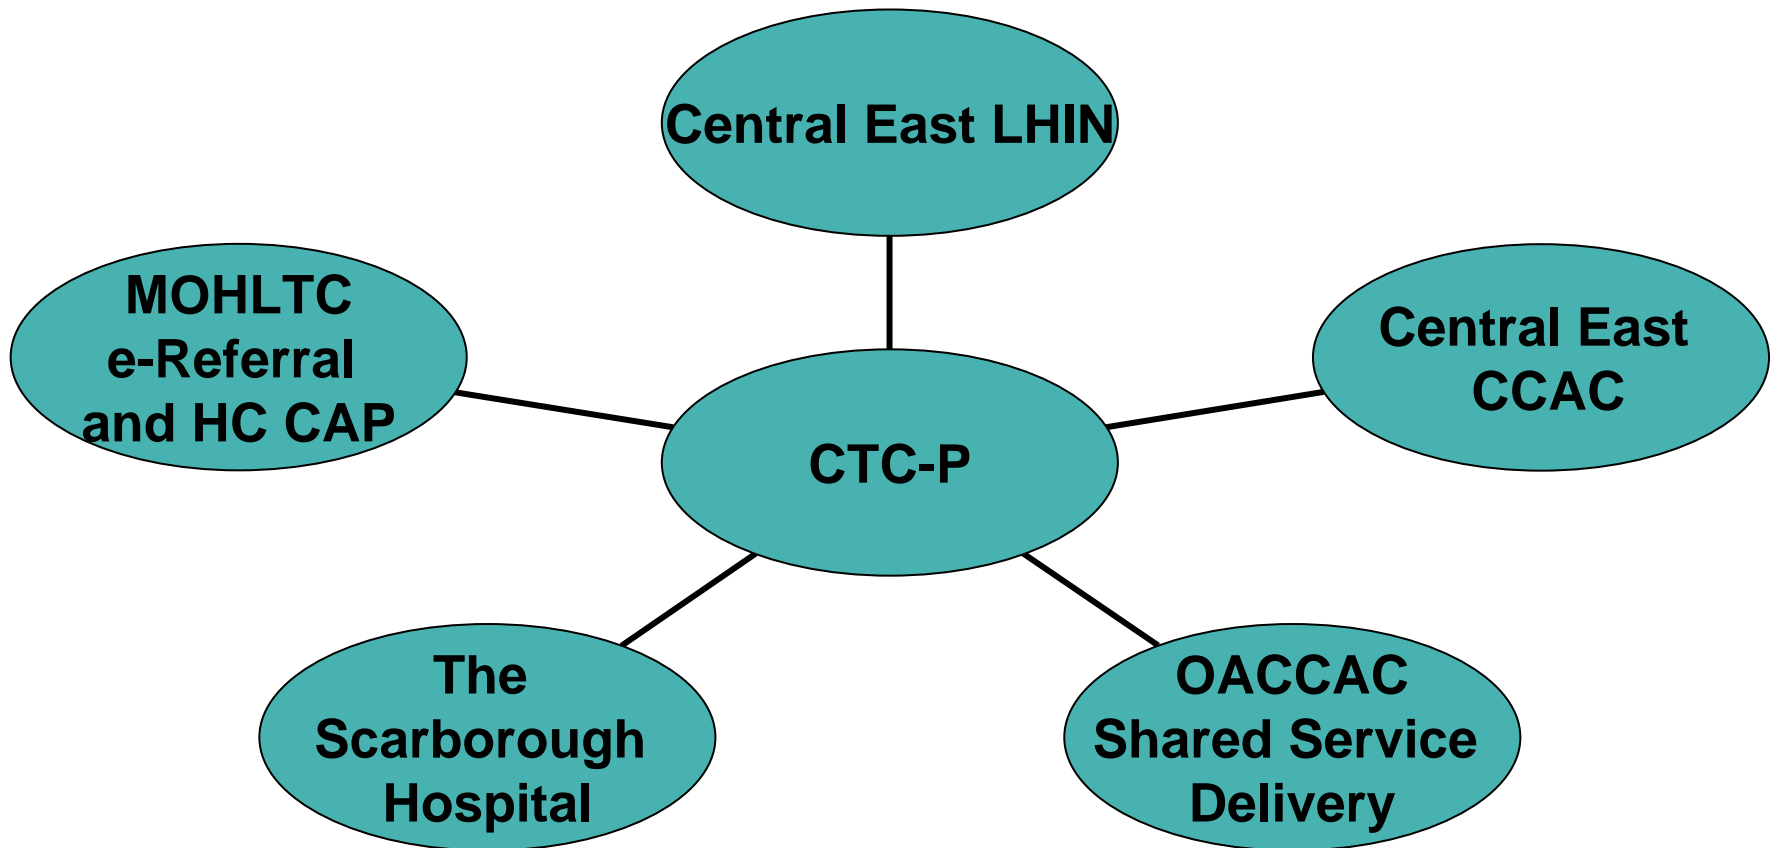 Central East LHIN
MOHLTC
e-Referral
and HC CAP
Central East
CCAC
CTC-P
The
Scarborough
Hospital
OACCAC
Shared Service
Delivery